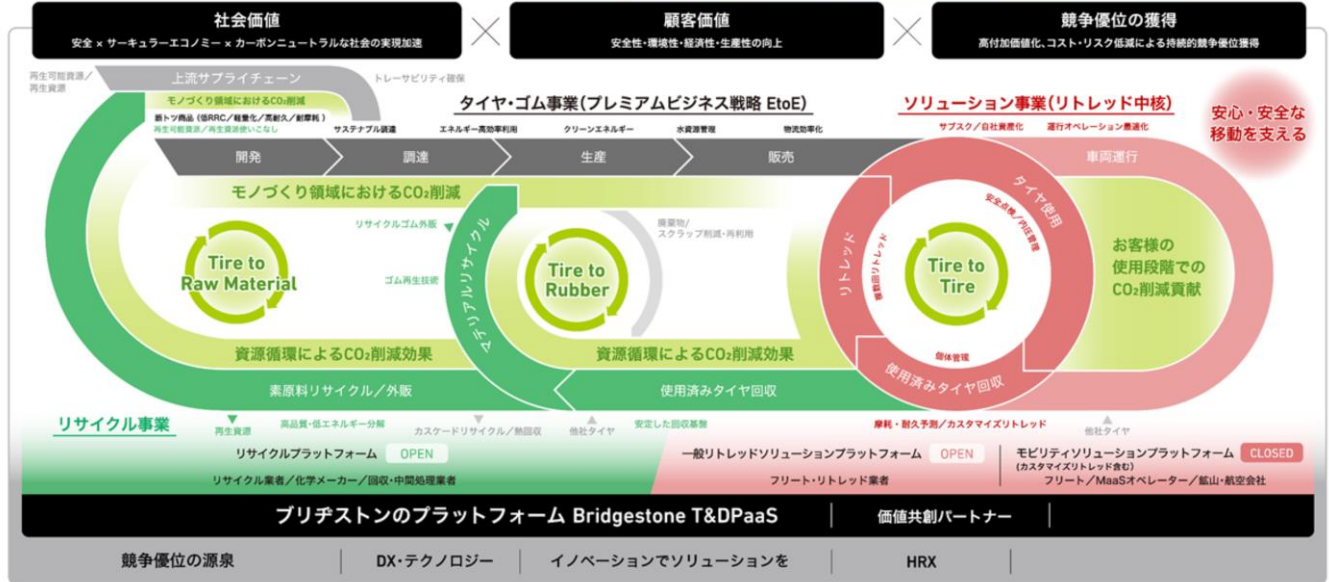 社会価値
安全 × サーキュラーエコノミー × カーボンニュートラルな社会の実現加速
顧客価値
安全性・環境性・経済性・生産性の向上
競争優位の獲得
高付加価値化、コスト・リスク低減による持続的競争優位獲得
再生可能資源/
再生資源
上流サプライチェーン
トレーサビリティ確保
モノづくり領域におけるCO₂削減
断トツ商品（低RRC/軽量化/高耐久/耐摩耗）
再生可能資源/再生資源使いこなし
タイヤ・ゴム事業（プレミアムビジネス戦略 EtoE）
ソリューション事業（リトレッド中核）
安心・安全な
移動を支える
サステナブル調達
エネルギー高効率利用
クリーンエネルギー
水資源管理
物流効率化
サブスク/自社資産化
運行オペレーション最適化
開発
調達
生産
販売
車両運行
モノづくり領域におけるCO₂削減
リサイクルゴム外販
ゴム再生技術
マテリアルリサイクル
廃棄物/
スクラップ削減・再利用
Tire to
Raw Material
Tire to
Rubber
Tire to
Tire
リトレッド
複数回リトレッド
タイヤ使用
安全点検/内圧管理
個体管理
使用済みタイヤ回収
お客様の
使用段階での
CO₂削減貢献
資源循環によるCO₂削減効果
資源循環によるCO₂削減効果
素原料リサイクル/外販
使用済みタイヤ回収
リサイクル事業
再生資源
高品質・低エネルギー分解
カスケードリサイクル/熱回収
他社タイヤ
安定した回収基盤
摩耗・耐久予測/カスタマイズリトレッド
他社タイヤ
リサイクルプラットフォーム OPEN
リサイクル業者/化学メーカー/回収・中間処理業者
一般リトレッドソリューションプラットフォーム OPEN
フリート・リトレッド業者
モビリティソリューションプラットフォーム CLOSED
(カスタマイズリトレッド含む)
フリート/MaaSオペレーター/鉱山・航空会社
ブリヂストンのプラットフォーム Bridgestone T&DPaaS
価値共創パートナー
競争優位の源泉
DX・テクノロジー
イノベーションでソリューションを
HRX